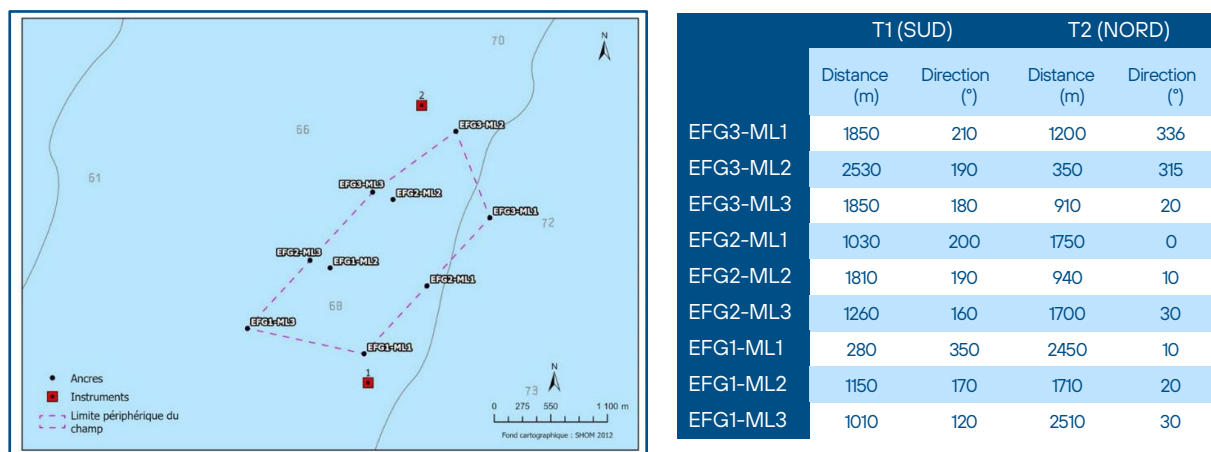 N
70
2
EFG3-ML2
66
61
EFG3-ML3
EFG2-ML2
EFG3-ML1
72
EFG2-ML3
EFG1-ML2
EFG2-ML1
68
EFG1-ML3
EFG1-ML1
1
N
73
Ancres
Instruments
Limite périphérique du
champ
0 275 550 1 100 m
Fond cartographique : SHOM 2012
T1 (SUD) T2 (NORD)
Distance (m) Direction (°) Distance (m) Direction (°)
EFG3-ML1 1850 210 1200 336
EFG3-ML2 2530 190 350 315
EFG3-ML3 1850 180 910 20
EFG2-ML1 1030 200 1750 0
EFG2-ML2 1810 190 940 10
EFG2-ML3 1260 160 1700 30
EFG1-ML1 280 350 2450 10
EFG1-ML2 1150 170 1710 20
EFG1-ML3 1010 120 2510 30